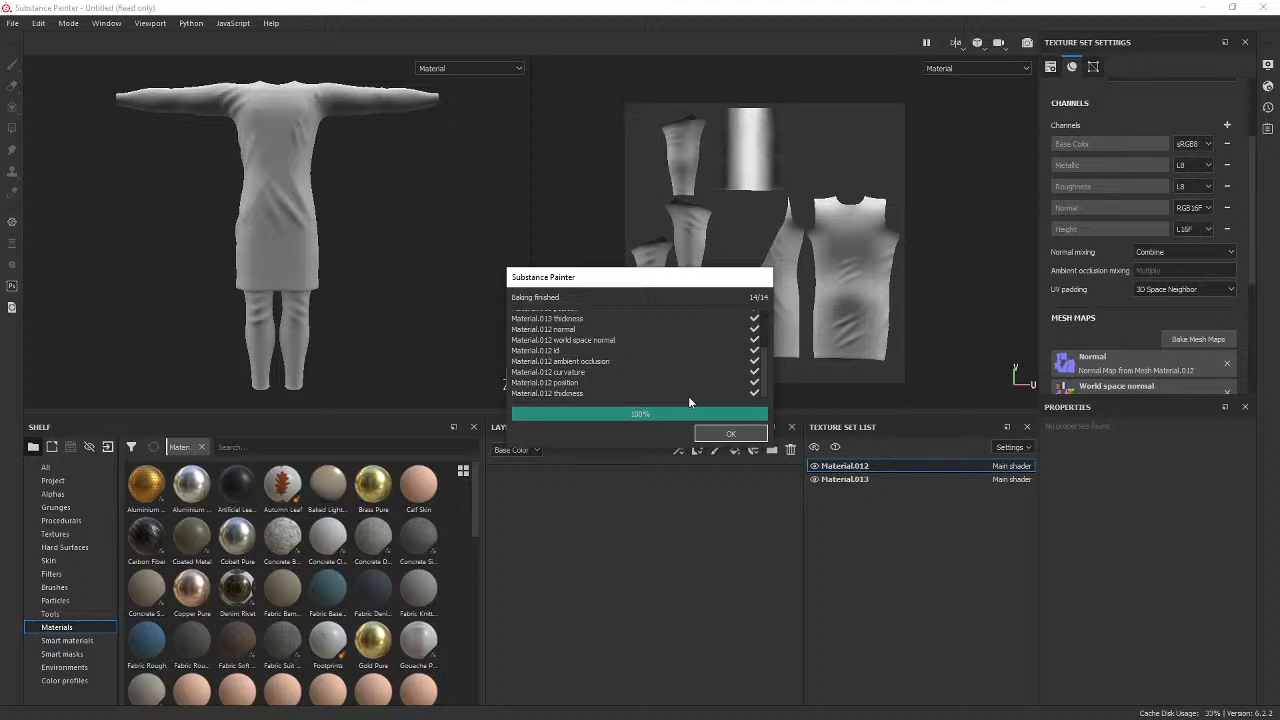 Substance Painter - Untitled (Read only)
File Edit Mode Window Viewport Python JavaScript Help
Material
Material
TEXTURE SET SETTINGS
CHANNELS
Channels
Base Color sRGB8
Metallic L8
Roughness L8
Normal RGB16F
Height L16F
Normal mixing Combine
Ambient occlusion mixing Multiply
UV padding 3D Space Neighbor
MESH MAPS
Bake Mesh Maps
Normal
Normal Map from Mesh Material.012
World space normal
Y
U
Substance Painter
Baking finished 14/14
Material.013 thickness
Material.012 normal
Material.012 world space normal
Material.012 id
Material.012 ambient occlusion
Material.012 curvature
Material.012 position
Material.012 thickness
100%
OK
PROPERTIES
No properties found
SHELF
Materi...
Search...
All
Project
Alphas
Grunges
Procedurals
Textures
Hard Surfaces
Skin
Filters
Brushes
Particles
Tools
Materials
Smart materials
Smart masks
Environments
Color profiles
Aluminium ... Aluminium ... Artificial Lea... Autumn Leaf Baked Light... Brass Pure Calf Skin
Carbon Fiber Coated Metal Cobalt Pure Concrete B... Concrete Cl... Concrete D... Concrete Si...
Concrete S... Copper Pure Denim Rivet Fabric Bam... Fabric Base... Fabric Deni... Fabric Knitt...
Fabric Rough Fabric Rou... Fabric Soft ... Fabric Suit ... Footprints Gold Pure Gouache P...
Base Color
TEXTURE SET LIST
Settings
Material.012 Main shader
Material.013 Main shader
Cache Disk Usage: 33% | Version: 6.2.2